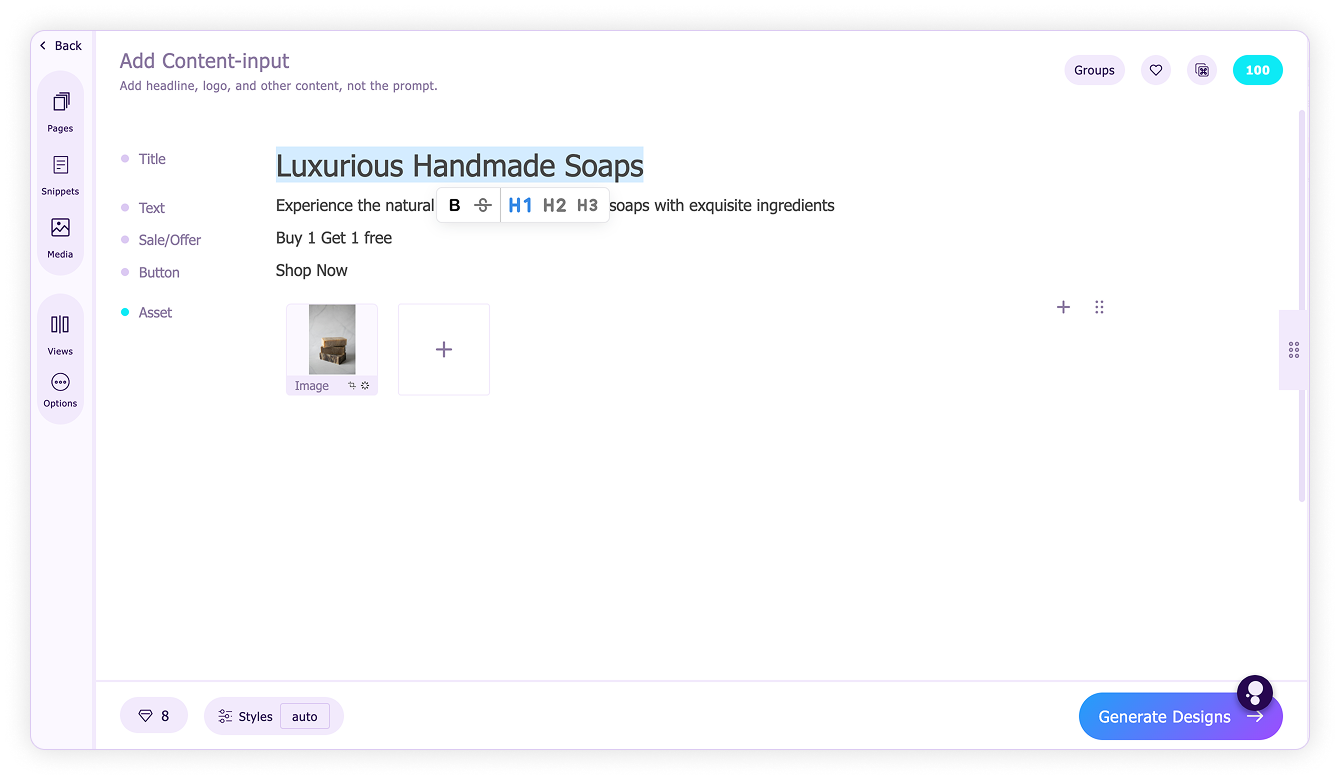 Back
Add Content-input
Add headline, logo, and other content, not the prompt.
Groups
100
Pages
Snippets
Media
Views
Options
Title
Luxurious Handmade Soaps
Text
Experience the natural
soaps with exquisite ingredients
B S H1 H2 H3
Sale/Offer
Buy 1 Get 1 free
Button
Shop Now
Asset
Image
8
Styles
auto
Generate Designs